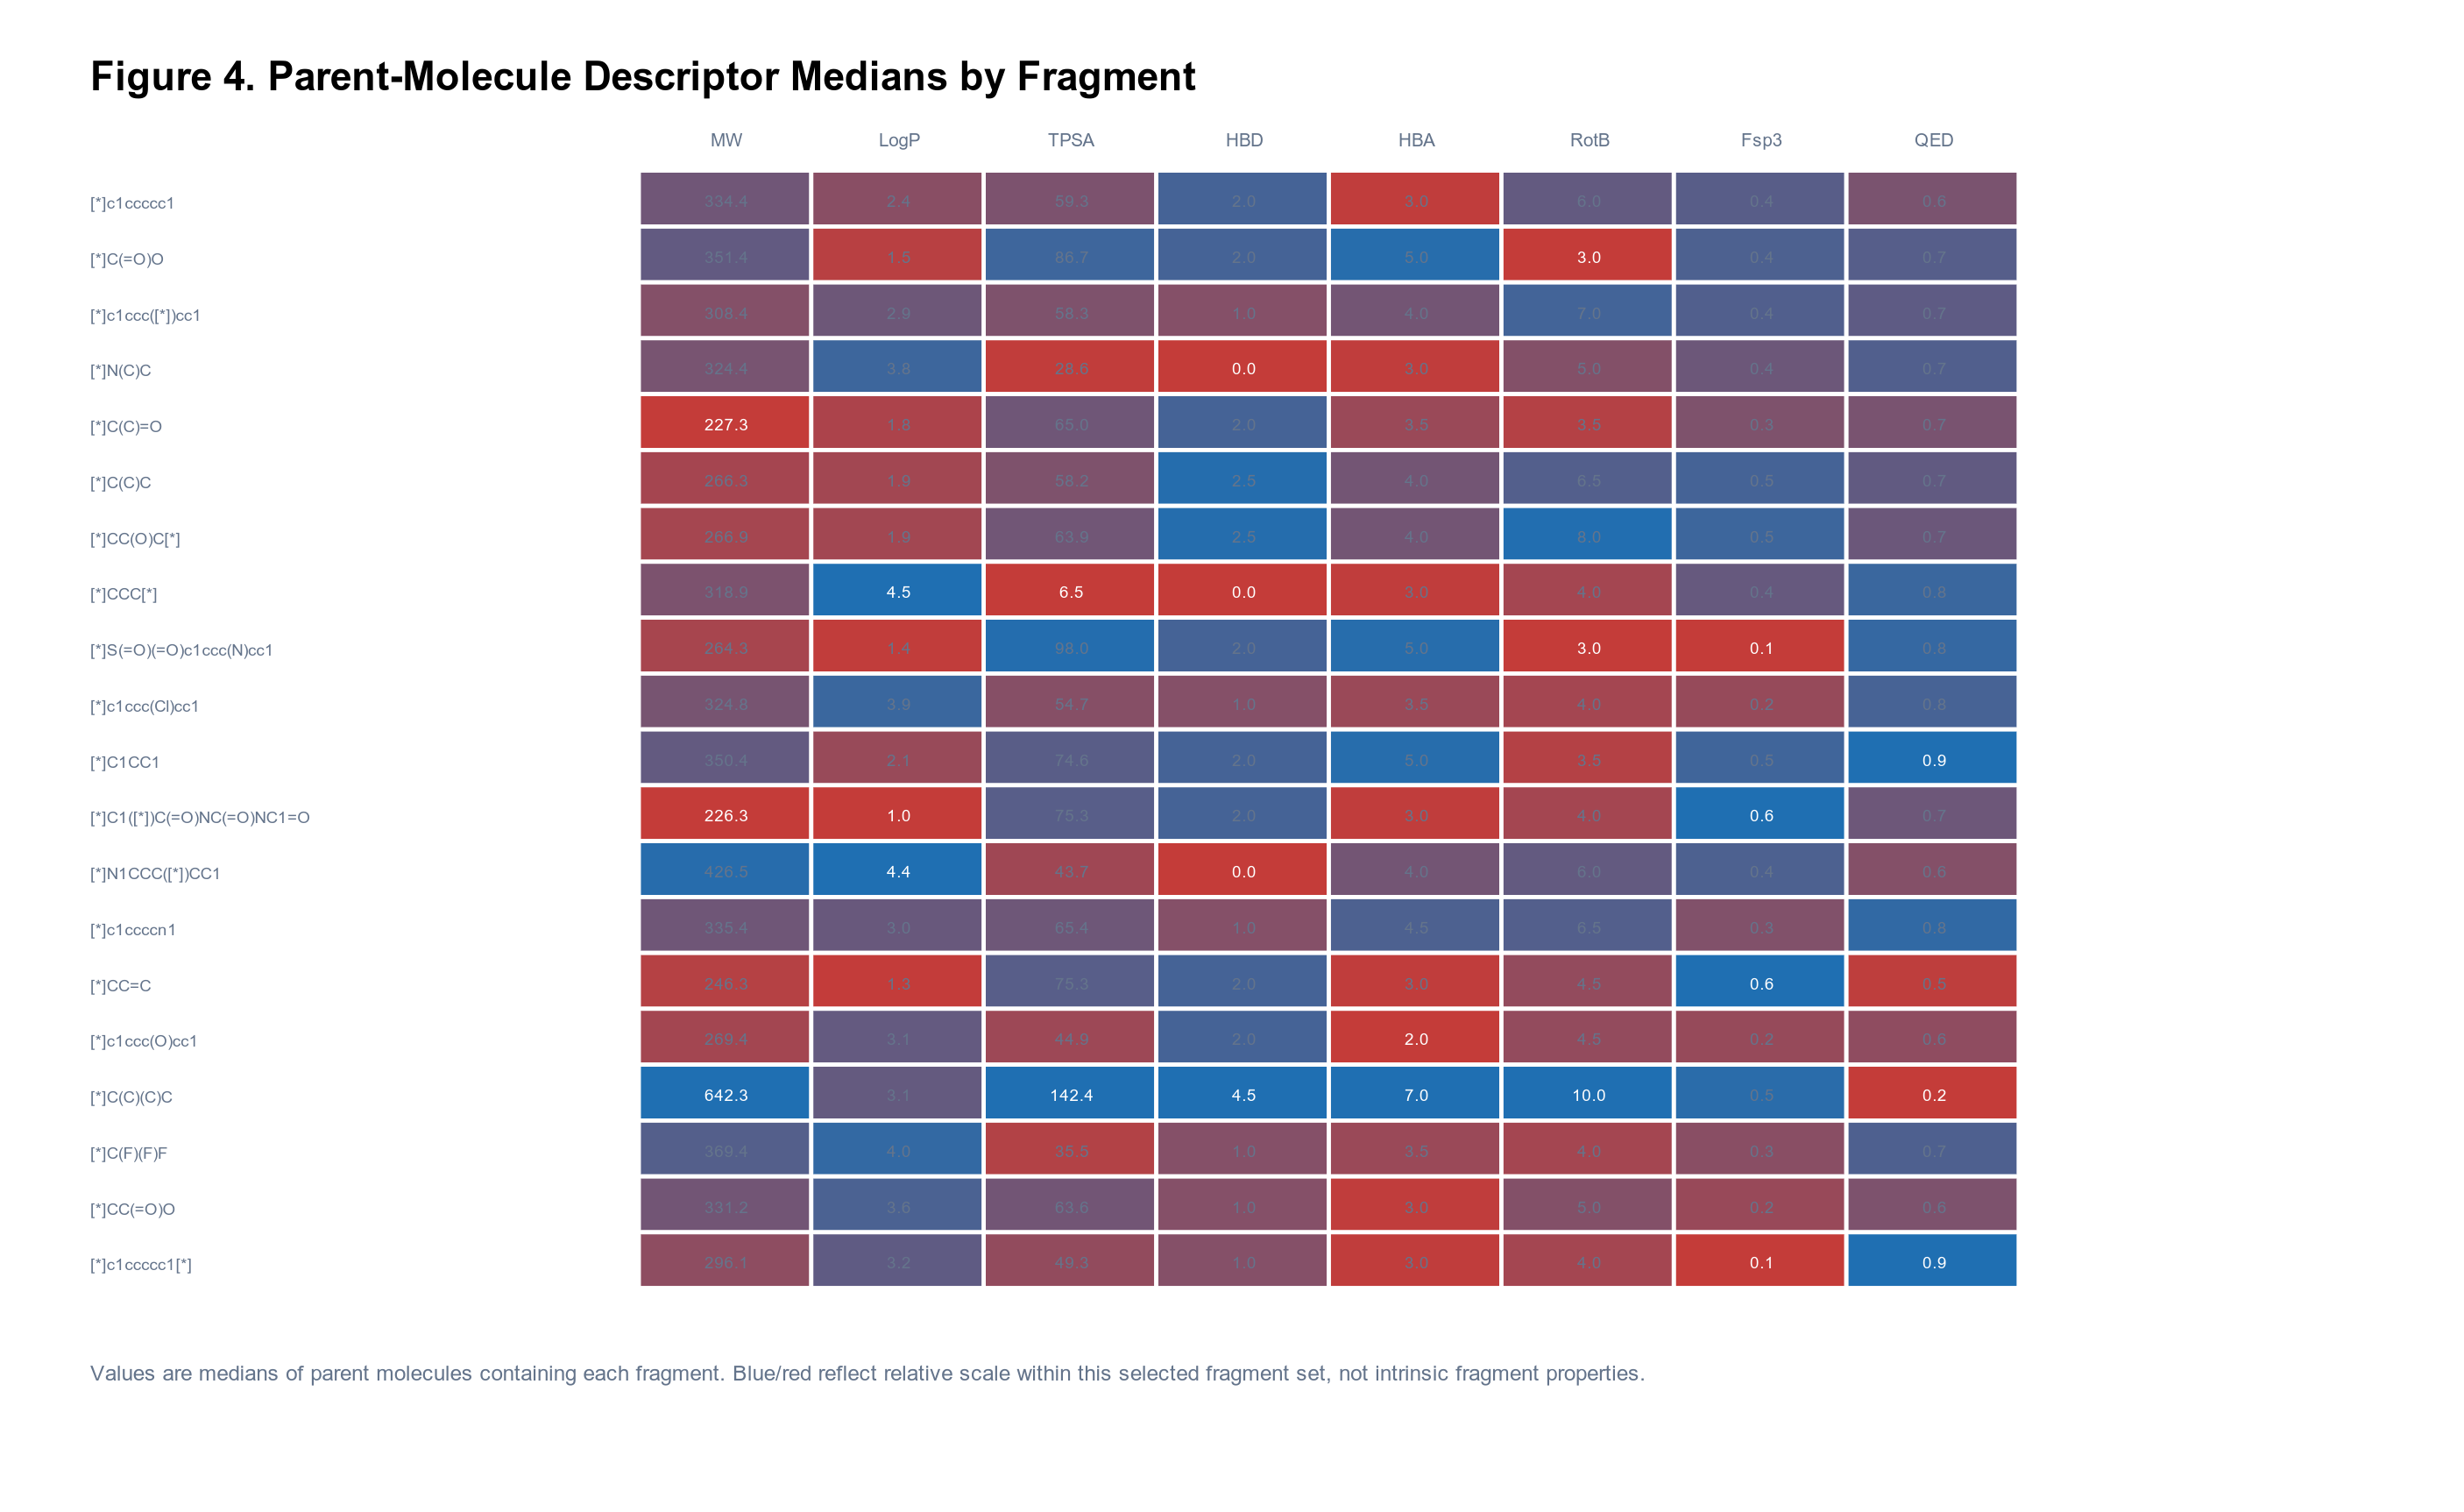 Figure 4. Parent-Molecule Descriptor Medians by Fragment
MW LogP TPSA HBD HBA RotB Fsp3 QED
[*]c1ccccc1 334.4 2.4 59.3 2.0 3.0 6.0 0.4 0.6
[*]C(=O)O 351.4 1.5 86.7 2.0 5.0 3.0 0.4 0.7
[*]c1ccc([*])cc1 308.4 2.9 58.3 1.0 4.0 7.0 0.4 0.7
[*]N(C)C 324.4 3.8 28.6 0.0 3.0 5.0 0.4 0.7
[*]C(C)=O 227.3 1.8 65.0 2.0 3.5 3.5 0.3 0.7
[*]C(C)C 266.3 1.9 58.2 2.5 4.0 6.5 0.5 0.7
[*]CC(O)C[*] 266.9 1.9 63.9 2.5 4.0 8.0 0.5 0.7
[*]CCC[*] 318.9 4.5 6.5 0.0 3.0 4.0 0.4 0.8
[*]S(=O)(=O)c1ccc(N)cc1 264.3 1.4 98.0 2.0 5.0 3.0 0.1 0.8
[*]c1ccc(Cl)cc1 324.8 3.9 54.7 1.0 3.5 4.0 0.2 0.8
[*]C1CC1 350.4 2.1 74.6 2.0 5.0 3.5 0.5 0.9
[*]C1([*])C(=O)NC(=O)NC1=O 226.3 1.0 75.3 2.0 3.0 4.0 0.6 0.7
[*]N1CCC([*])CC1 426.5 4.4 43.7 0.0 4.0 6.0 0.4 0.6
[*]c1ccccn1 335.4 3.0 65.4 1.0 4.5 6.5 0.3 0.8
[*]CC=C 246.3 1.3 75.3 2.0 3.0 4.5 0.6 0.5
[*]c1ccc(O)cc1 269.4 3.1 44.9 2.0 2.0 4.5 0.2 0.6
[*]C(C)(C)C 642.3 3.1 142.4 4.5 7.0 10.0 0.5 0.2
[*]C(F)(F)F 369.4 4.0 35.5 1.0 3.5 4.0 0.3 0.7
[*]CC(=O)O 331.2 3.6 63.6 1.0 3.0 5.0 0.2 0.6
[*]c1ccccc1[*] 296.1 3.2 49.3 1.0 3.0 4.0 0.1 0.9
Values are medians of parent molecules containing each fragment. Blue/red reflect relative scale within this selected fragment set, not intrinsic fragment properties.